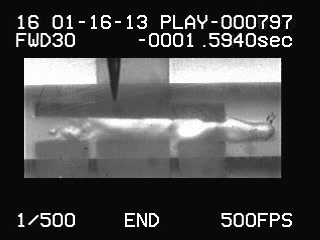 16 01-16-13 PLAY-000797
FWD30 -0001.5940sec
1/500 END 500FPS